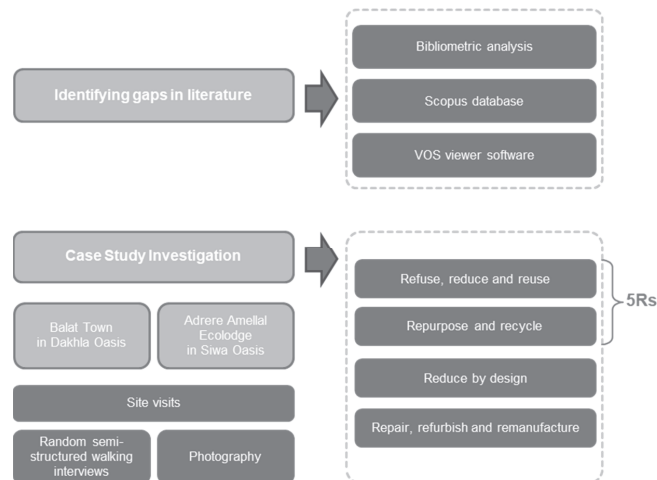 Identifying gaps in literature
Bibliometric analysis
Scopus database
VOS viewer software
Case Study Investigation
Balat Town
in Dakhla Oasis
Adrere Amellal
Ecolodge
in Siwa Oasis
Site visits
Random semi-
structured walking
interviews
Photography
Refuse, reduce and reuse
Repurpose and recycle
5Rs
Reduce by design
Repair, refurbish and remanufacture